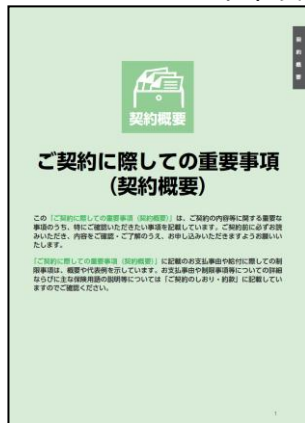 契約概要
契約概要
ご契約に際しての重要事項
（契約概要）
この「ご契約に際しての重要事項（契約概要）」は、ご契約の内容等に関する重要な
事項のうち、特にご確認いただきたい事項を記載しています。ご契約前に必ずお読
みいただき、内容をご確認・ご了解のうえ、お申し込みいただきますようお願いい
たします。
「ご契約に際しての重要事項（契約概要）」に記載のお支払事由や給付に際しての制
限事項は、概要や代表例を示しています。お支払事由や制限事項等についての詳細
ならびに主な保険用語の説明等については「ご契約のしおり・約款」に記載してい
ますのでご確認ください。
1